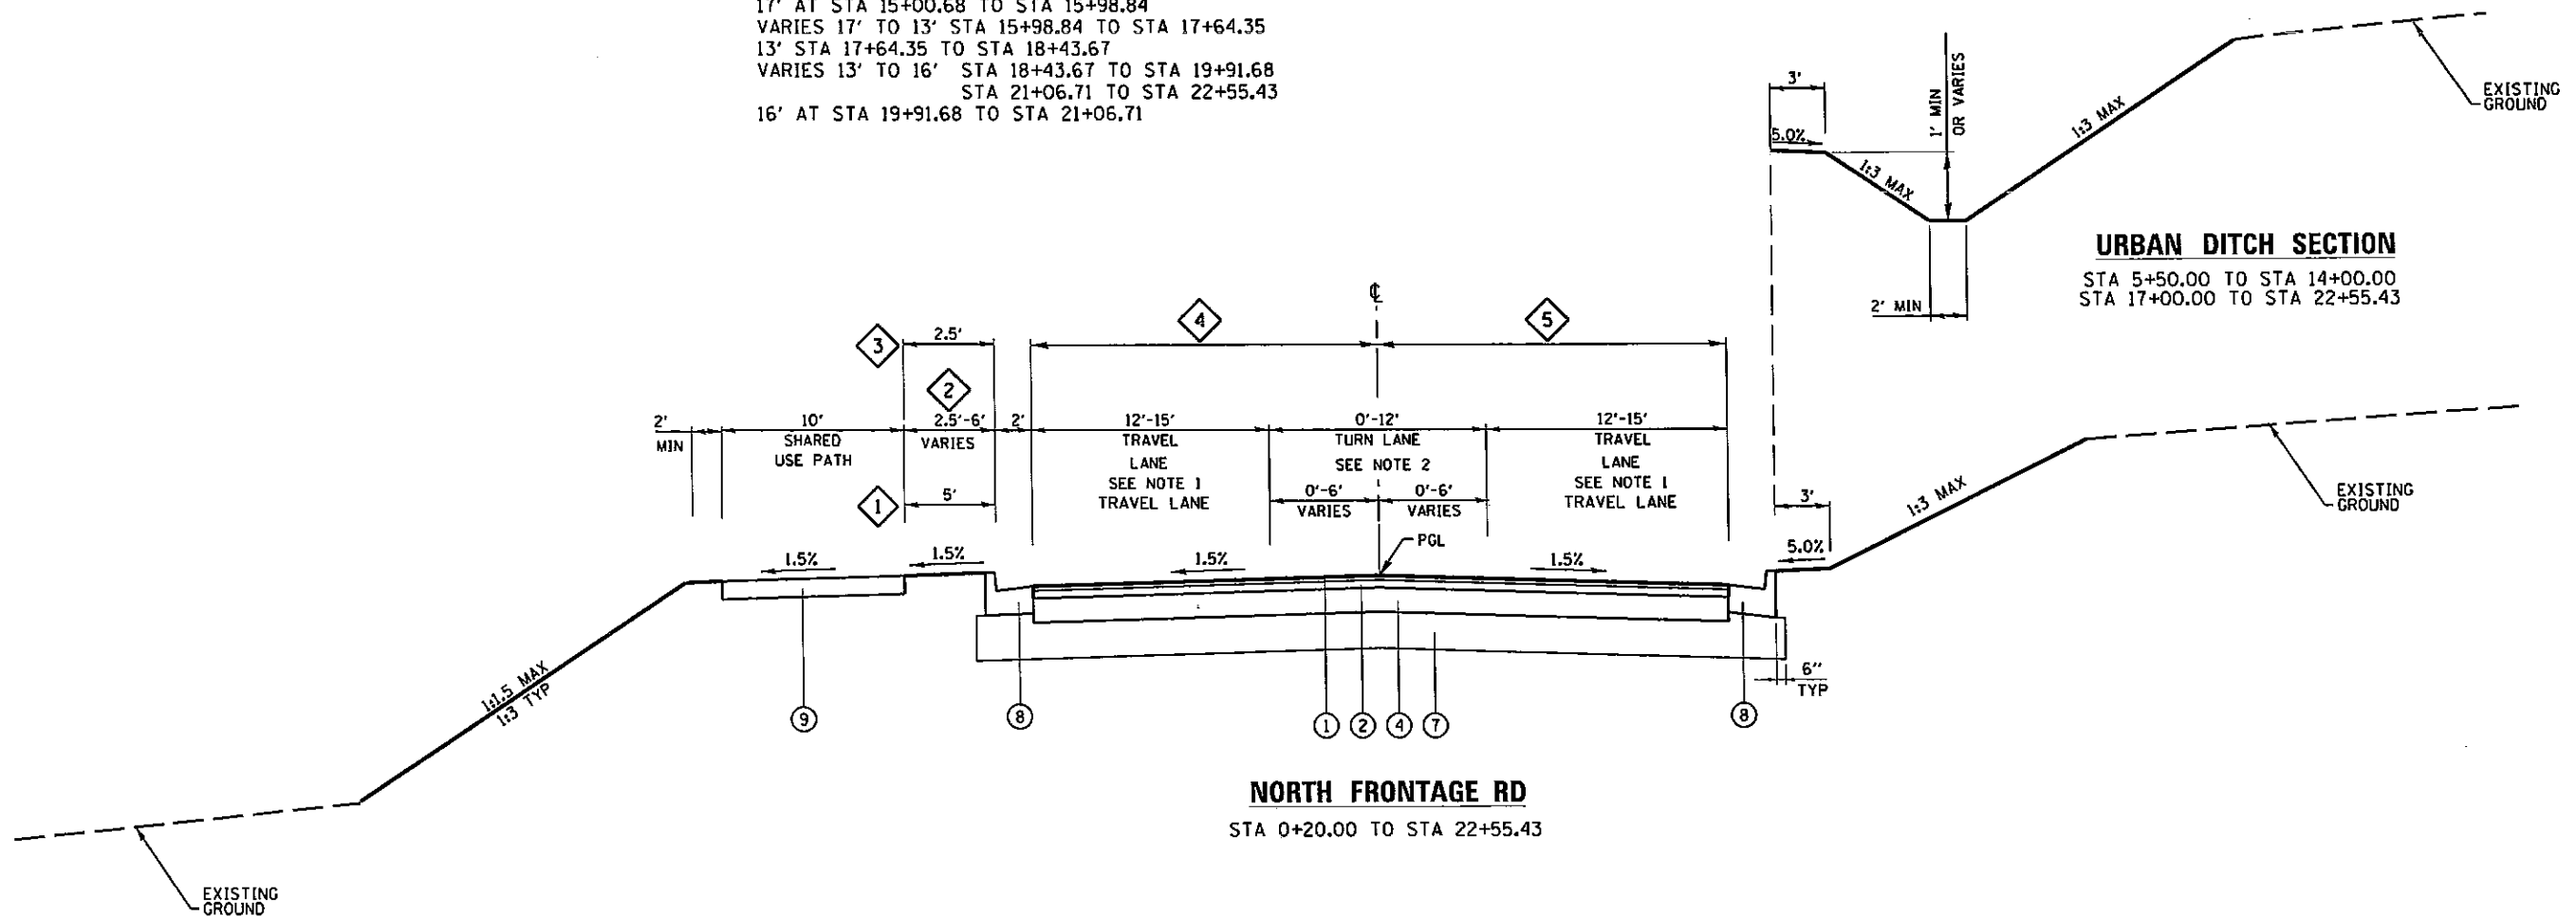 17' AT STA 15+00.68 TO STA 15+98.84
VARIES 17' TO 13' STA 15+98.84 TO STA 17+64.35
13' STA 17+64.35 TO STA 18+43.67
VARIES 13' TO 16' STA 18+43.67 TO STA 19+91.68
STA 21+06.71 TO STA 22+55.43
16' AT STA 19+91.68 TO STA 21+06.71
3'
5.0%
1:3 MAX
1' MIN
OR VARIES
1:3 MAX
EXISTING
GROUND
2' MIN
URBAN DITCH SECTION
STA 5+50.00 TO STA 14+00.00
STA 17+00.00 TO STA 22+55.43
℄
4
5
3
2.5'
2
2'
MIN
10'
SHARED
USE PATH
2.5'-6'
VARIES
2'
12'-15'
TRAVEL
LANE
SEE NOTE 1
TRAVEL LANE
0'-12'
TURN LANE
SEE NOTE 2
0'-6'
VARIES
0'-6'
VARIES
12'-15'
TRAVEL
LANE
SEE NOTE 1
TRAVEL LANE
1
5'
PGL
3'
1:3 MAX
EXISTING
GROUND
1.5%
1.5%
1.5%
1.5%
5.0%
1:1.5 MAX
1:3 TYP
6"
TYP
9
8
1
2
4
7
8
NORTH FRONTAGE RD
STA 0+20.00 TO STA 22+55.43
EXISTING
GROUND